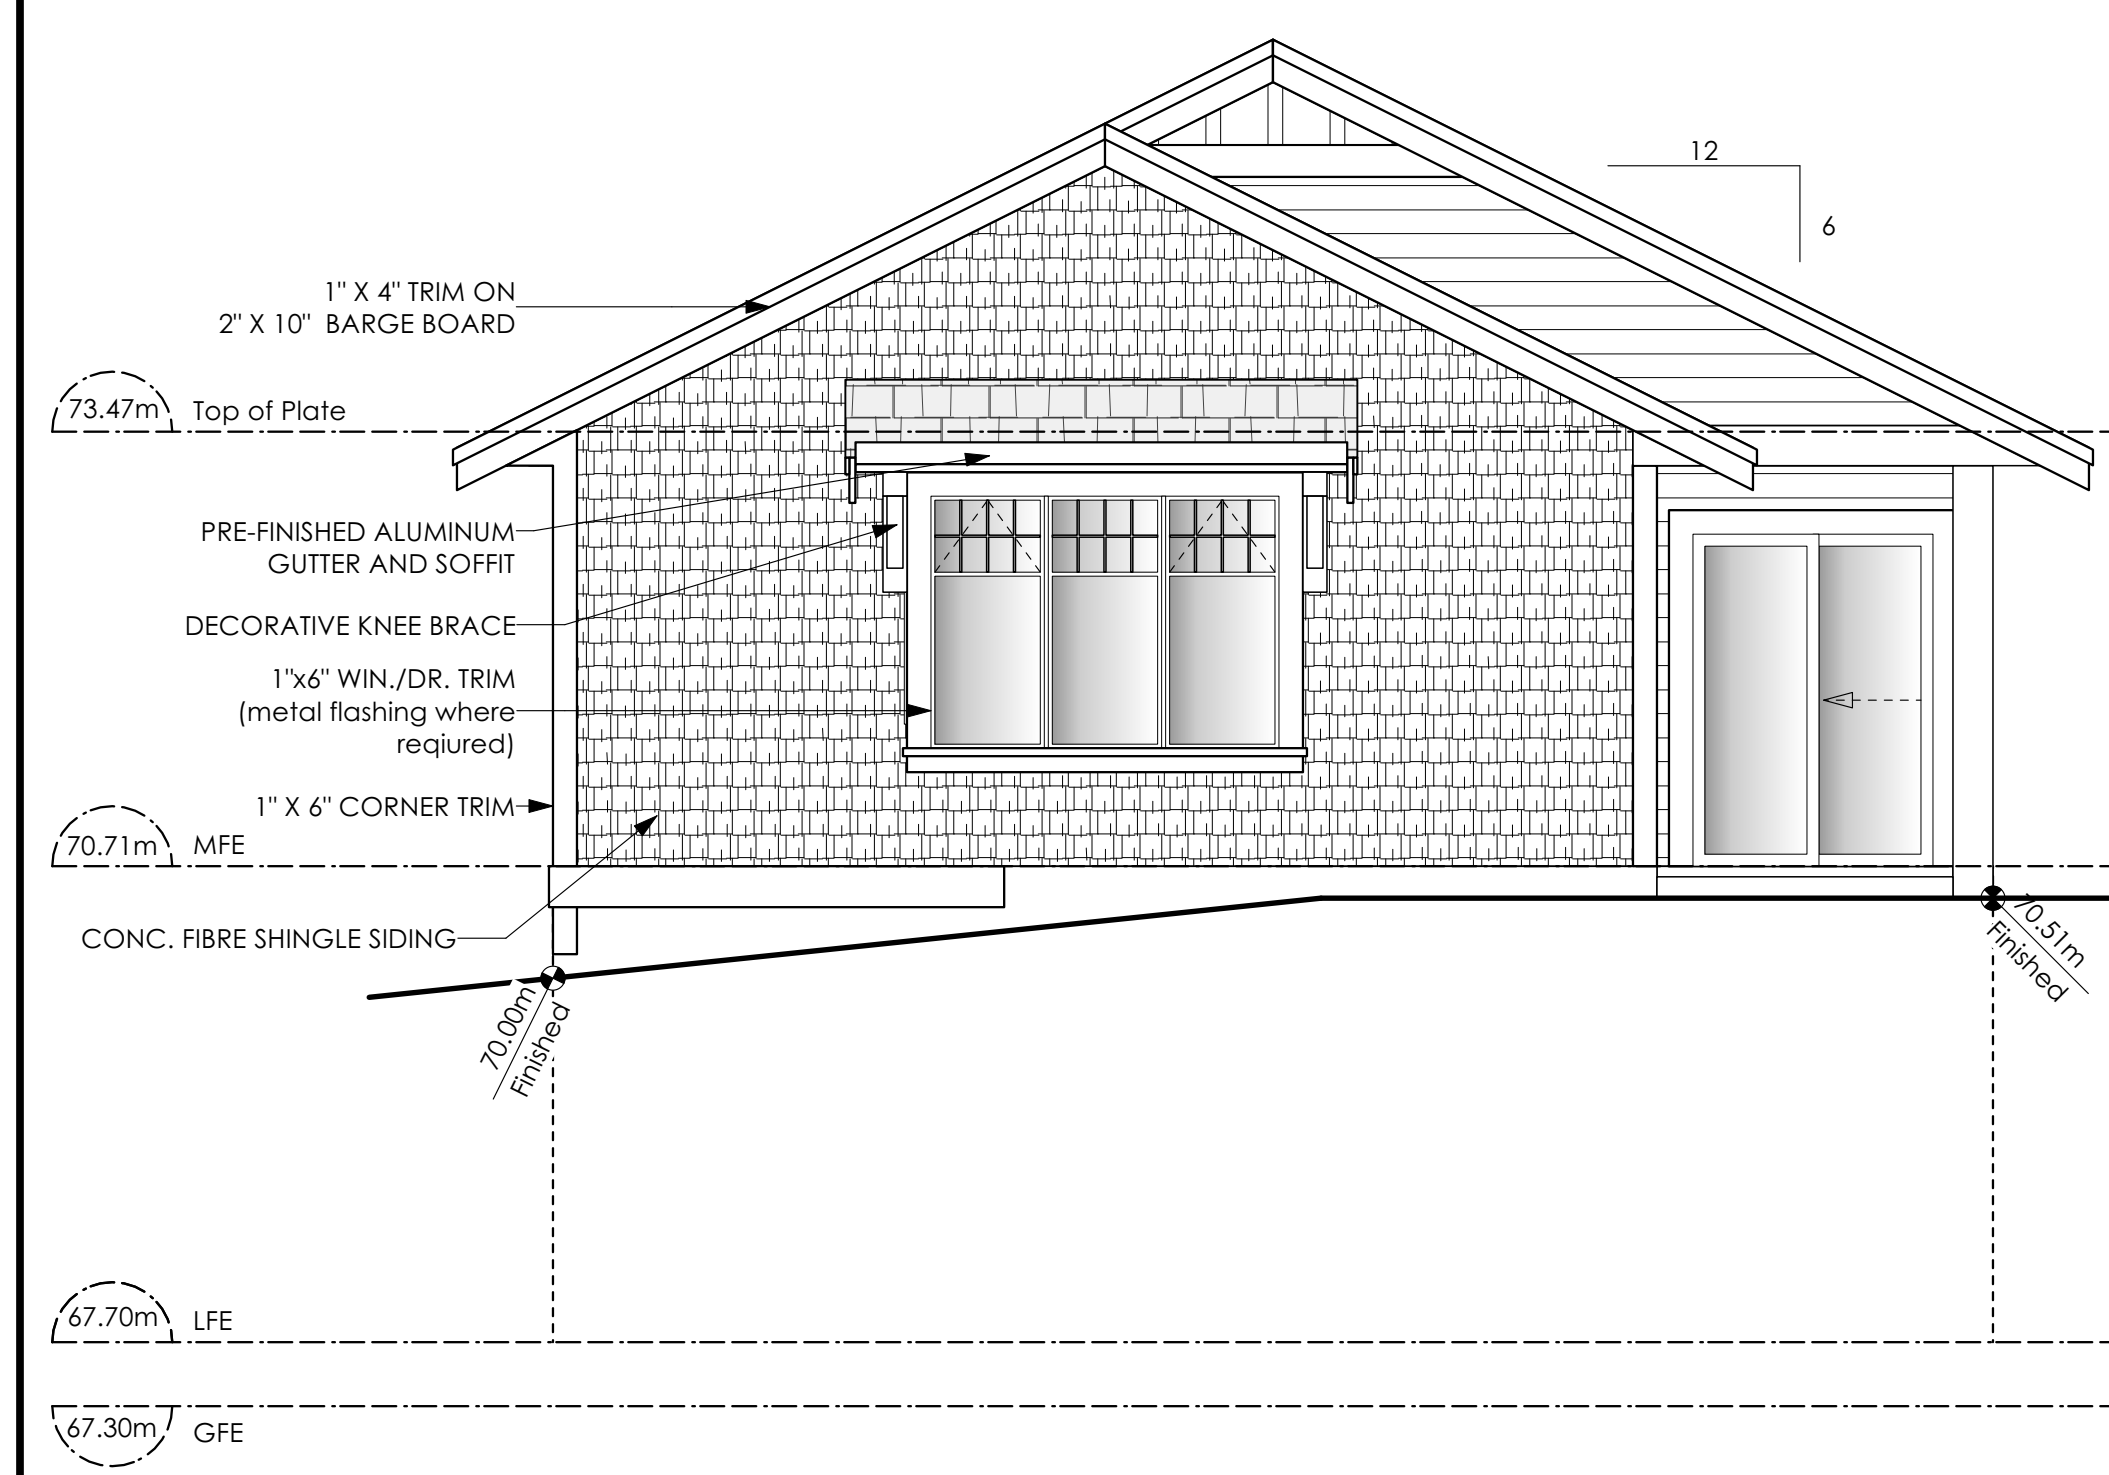 12
6
1" X 4" TRIM ON
2" X 10" BARGE BOARD
73.47m Top of Plate
PRE-FINISHED ALUMINUM
GUTTER AND SOFFIT
DECORATIVE KNEE BRACE
1"x6" WIN./DR. TRIM
(metal flashing where
reqiured)
1" X 6" CORNER TRIM
70.71m MFE
CONC. FIBRE SHINGLE SIDING
70.51m
Finished
70.00m
Finished
67.70m LFE
67.30m GFE